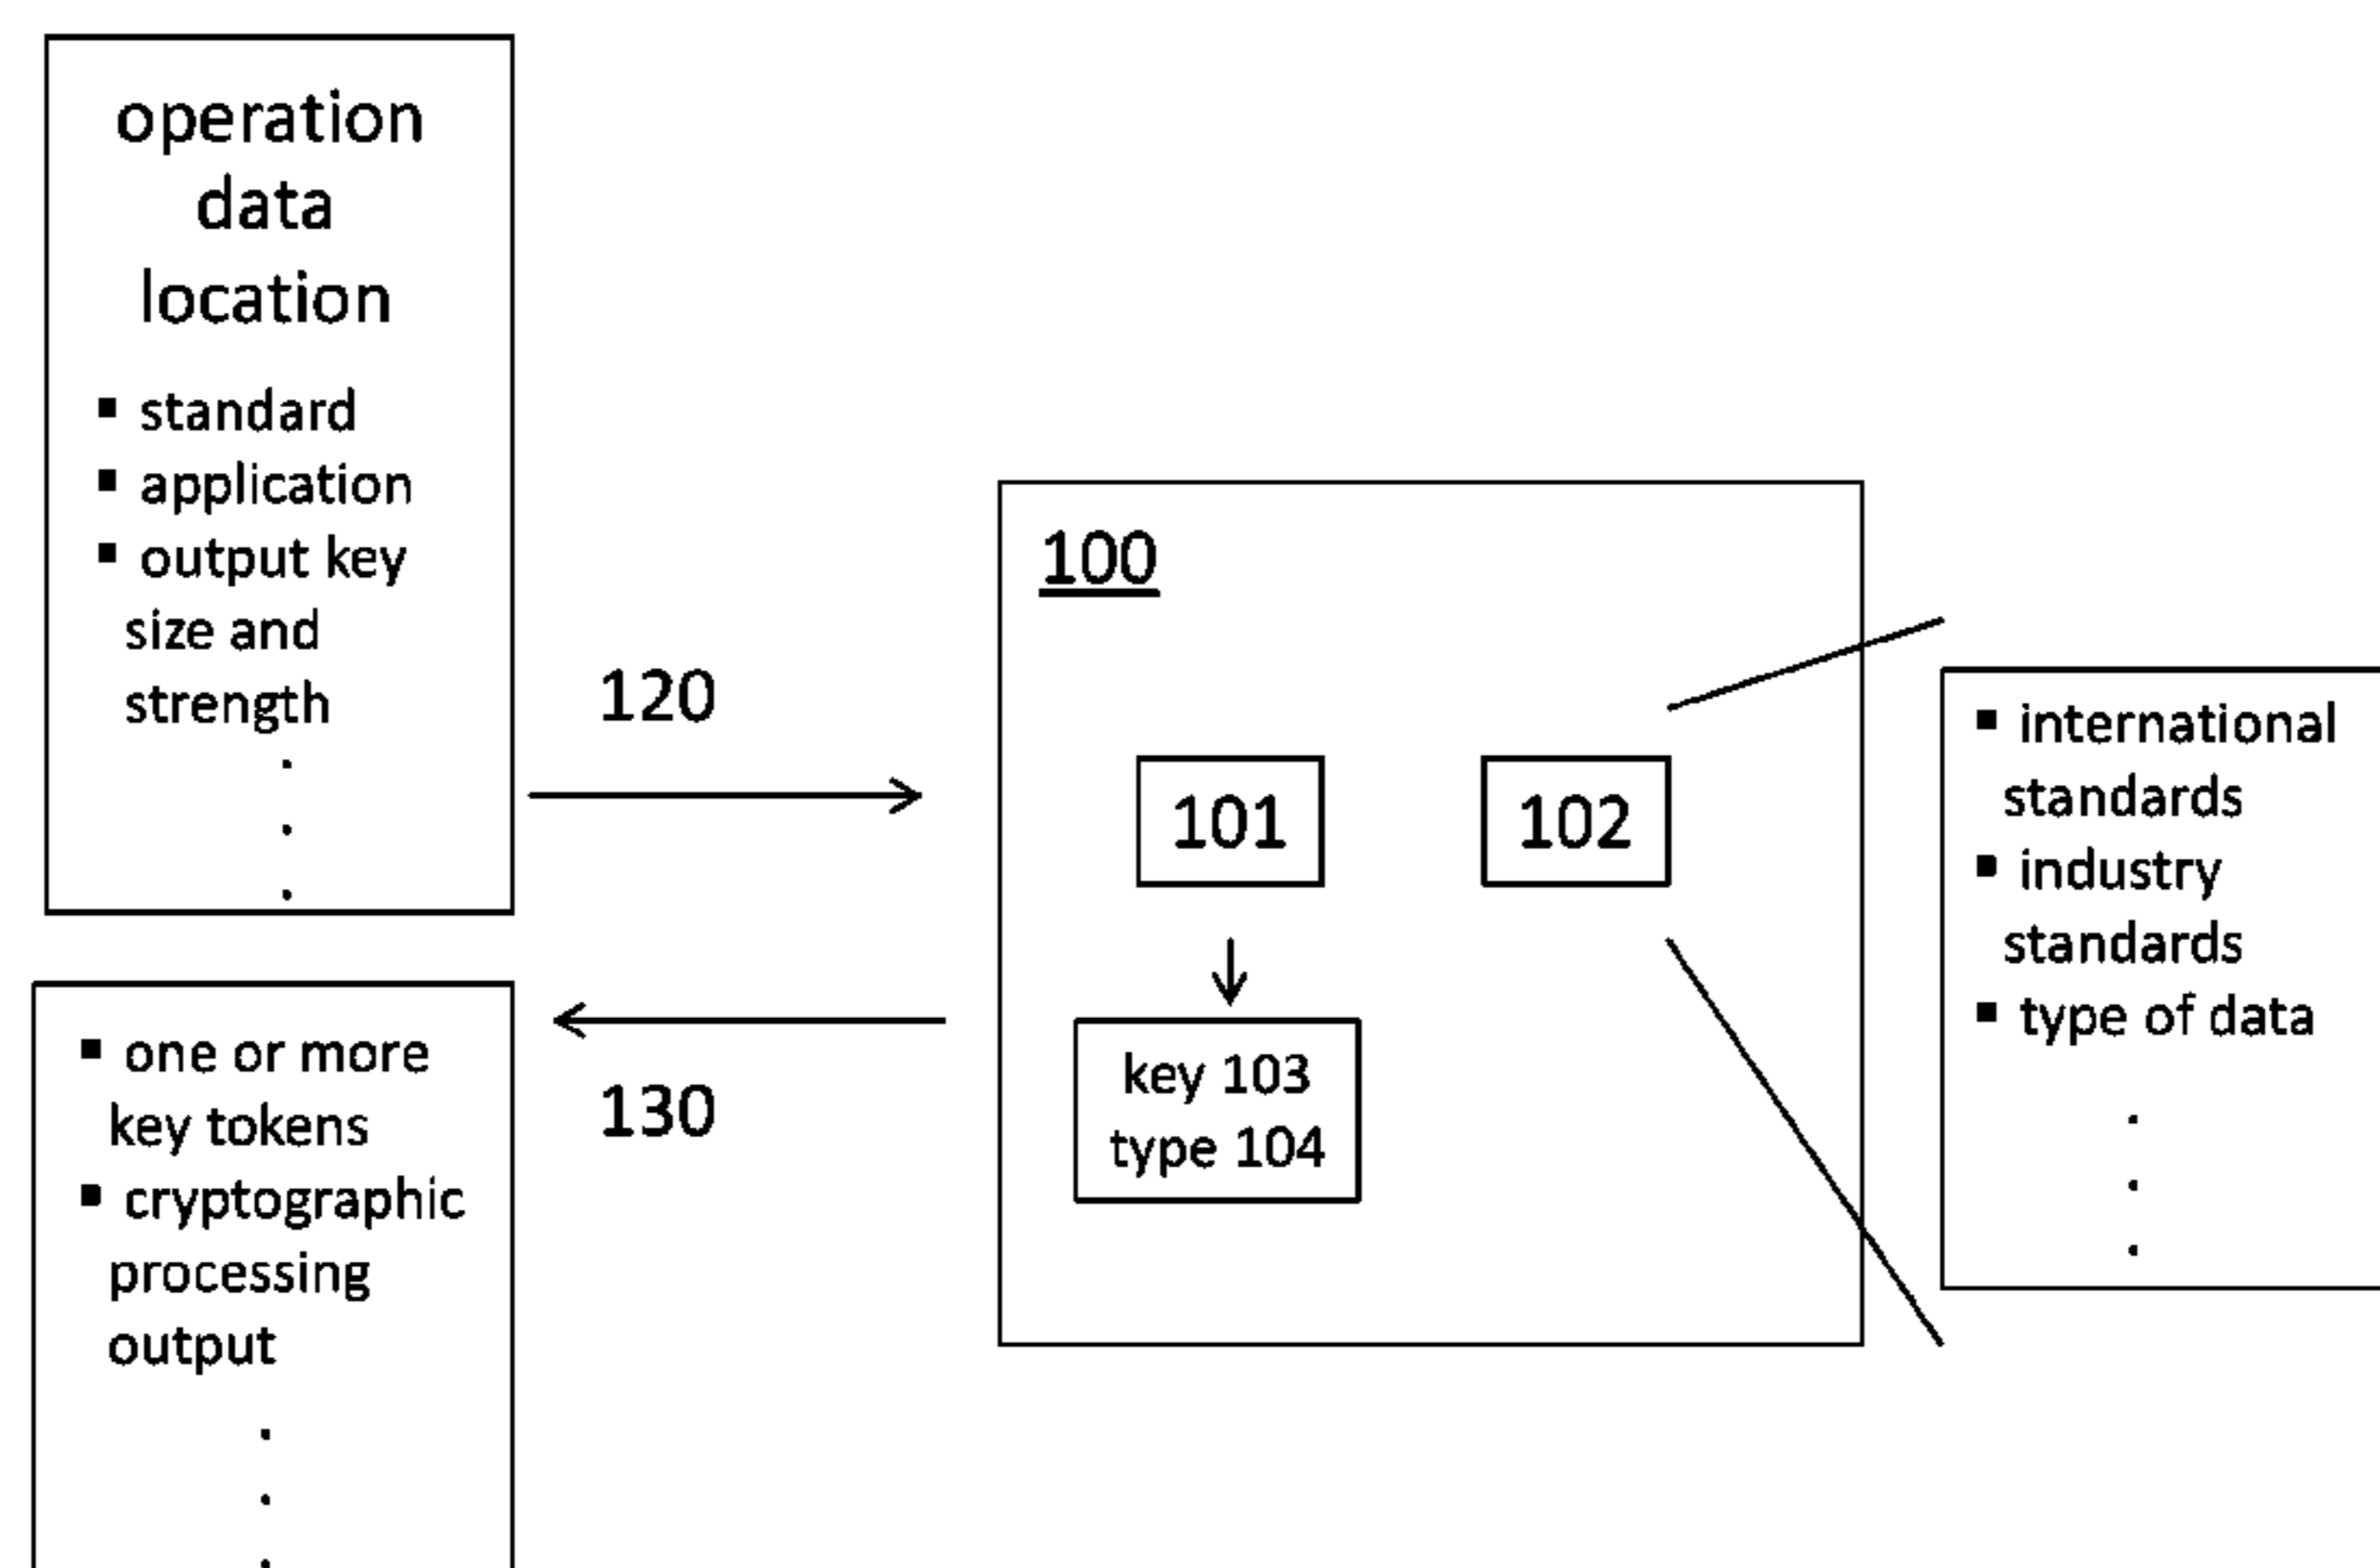 operation
data
location
▪ standard
▪ application
▪ output key
size and
strength
.
.
.
120
▪ one or more
key tokens
▪ cryptographic
processing
output
.
.
.
130
100
101
102
key 103
type 104
▪ international
standards
▪ industry
standards
▪ type of data
.
.
.